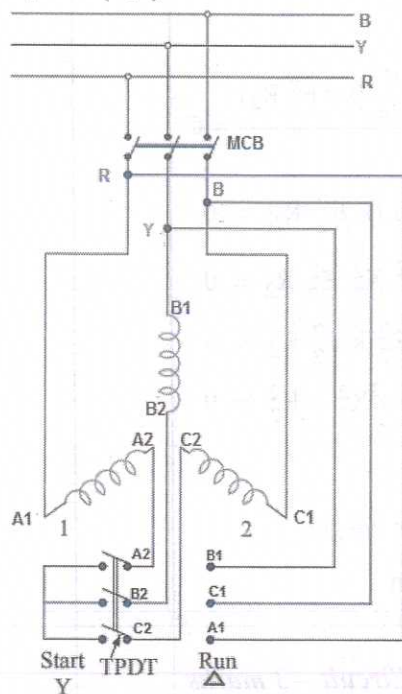 B
Y
R
MCB
R
B
Y
B1
B2
A2 C2
A1 1 2 C1
A2 B1
B2 C1
C2 A1
Start TPDT Run
Y Δ